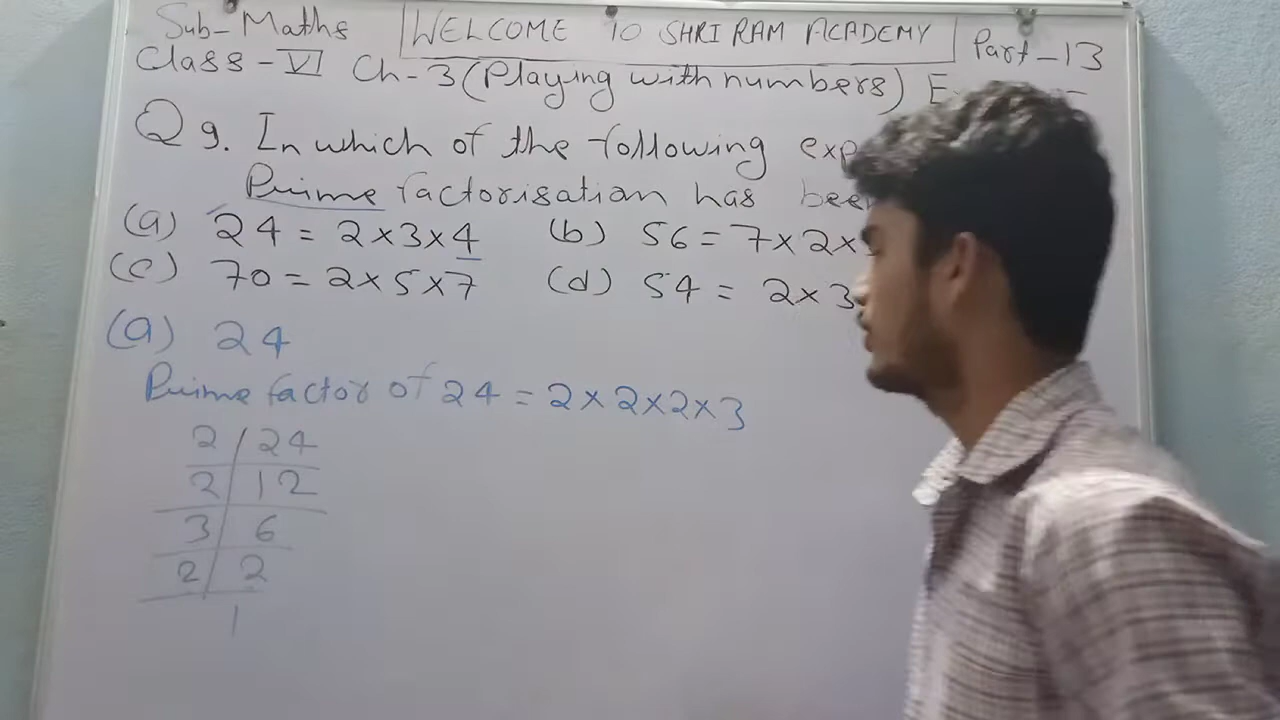 Sub-Maths
WELCOME TO SHRI RAM ACADEMY
Part-13
Class-VI Ch-3 (Playing with numbers)
Q 9. In which of the following
Prime factorisation has been
(a) 24 = 2×3×4 (b) 56 = 7×2×
(c) 70 = 2×5×7 (d) 54 = 2×3
(a) 24
Prime factor of 24 = 2×2×2×3
2 24
2 12
3 6
2 2
1